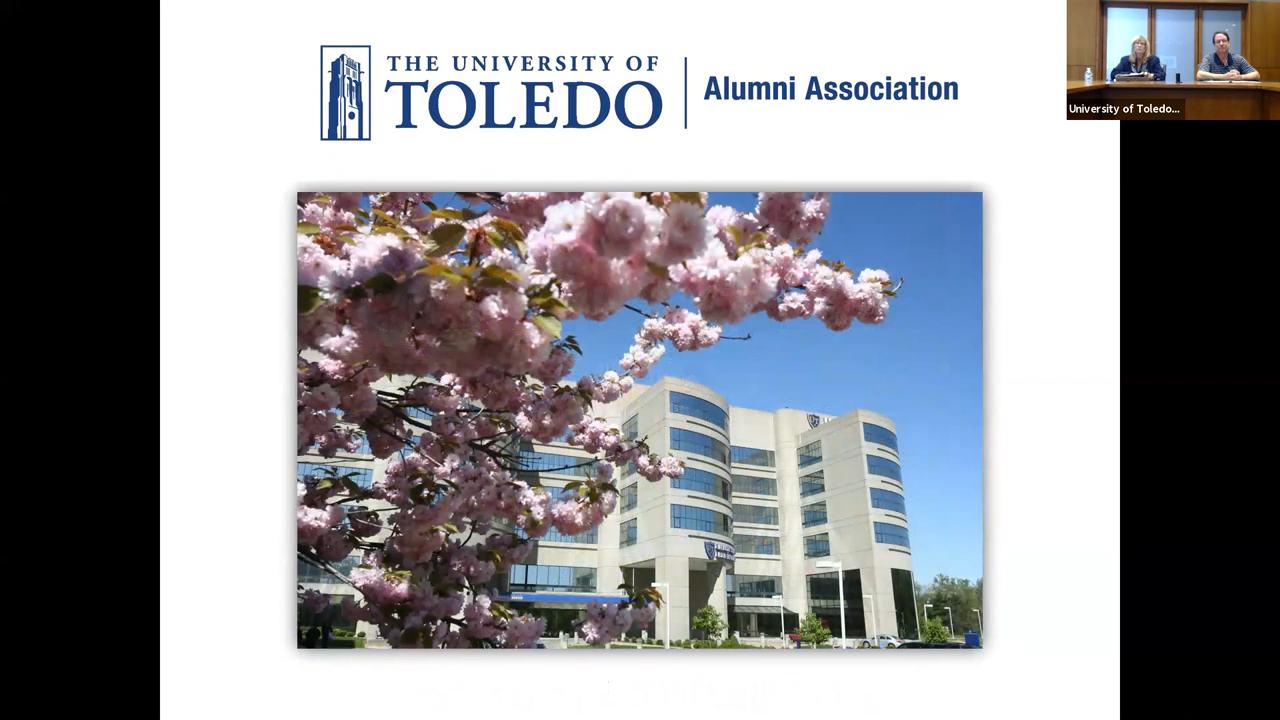 THE UNIVERSITY OF
TOLEDO
Alumni Association
University of Toledo...